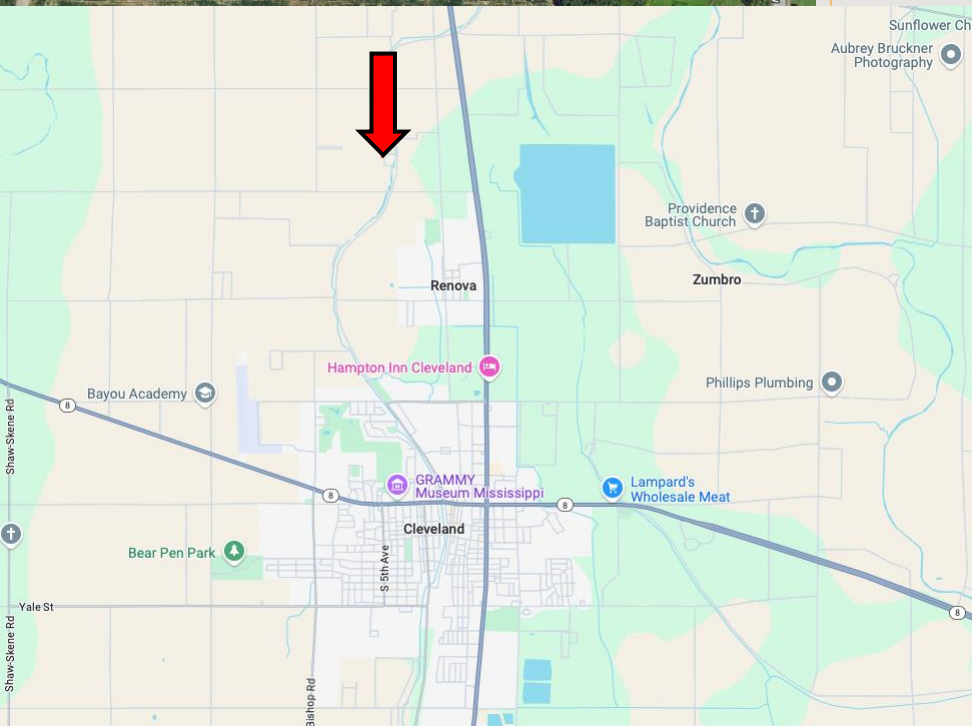 Sunflower Ch
Aubrey Bruckner
Photography
Providence
Baptist Church
Renova
Zumbro
Hampton Inn Cleveland
Bayou Academy
Phillips Plumbing
8
Shaw-Skene Rd
GRAMMY
Museum Mississippi
Lampard's
Wholesale Meat
8
8
Cleveland
Bear Pen Park
S 5th Ave
Yale St
8
Shaw-Skene Rd
Bishop Rd